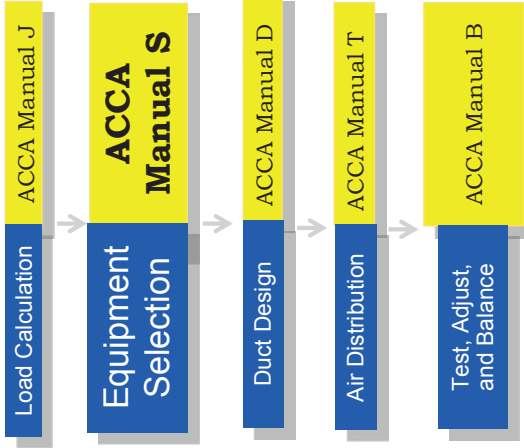 Load Calculation
ACCA Manual J
Equipment
Selection
ACCA
Manual S
Duct Design
ACCA Manual D
Air Distribution
ACCA Manual T
Test, Adjust,
and Balance
ACCA Manual B